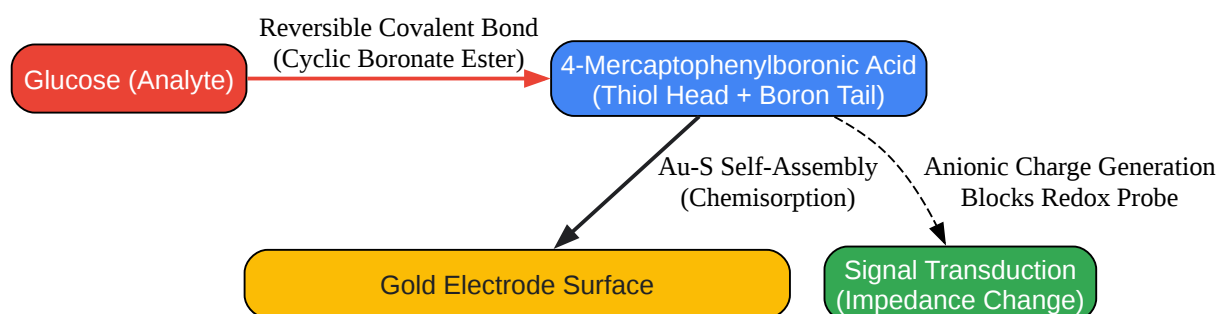 Reversible Covalent Bond
(Cyclic Boronate Ester)
Glucose (Analyte)
4-Mercaptophenylboronic Acid
(Thiol Head + Boron Tail)
Au-S Self-Assembly
(Chemisorption)
Anionic Charge Generation
Blocks Redox Probe
Gold Electrode Surface
Signal Transduction
(Impedance Change)